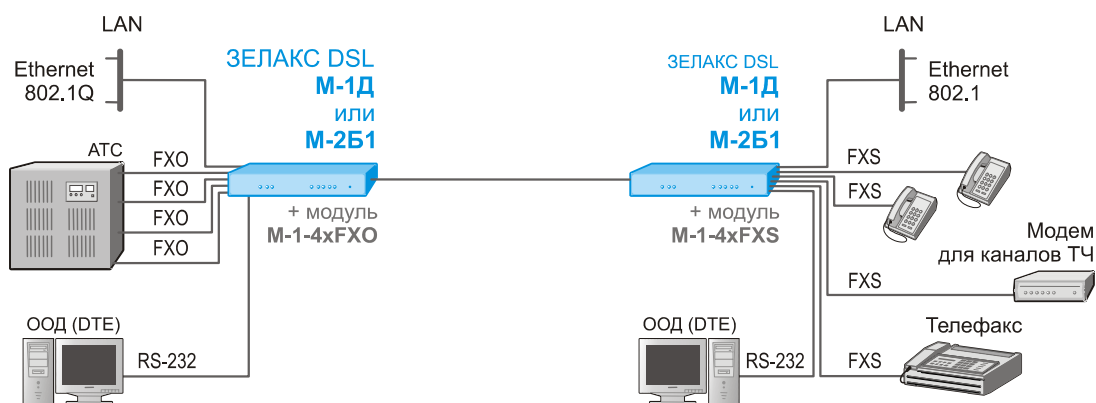 LAN
Ethernet
802.1Q
АТС
FXO
FXO
FXO
FXO
ООД (DTE)
RS-232
ЗЕЛАКС DSL
М-1Д
или
М-2Б1
+ модуль
М-1-4xFXO
ЗЕЛАКС DSL
М-1Д
или
М-2Б1
+ модуль
М-1-4xFXS
LAN
Ethernet
802.1
FXS
FXS
Модем
для каналов ТЧ
FXS
ООД (DTE)
RS-232
Телефакс
FXS